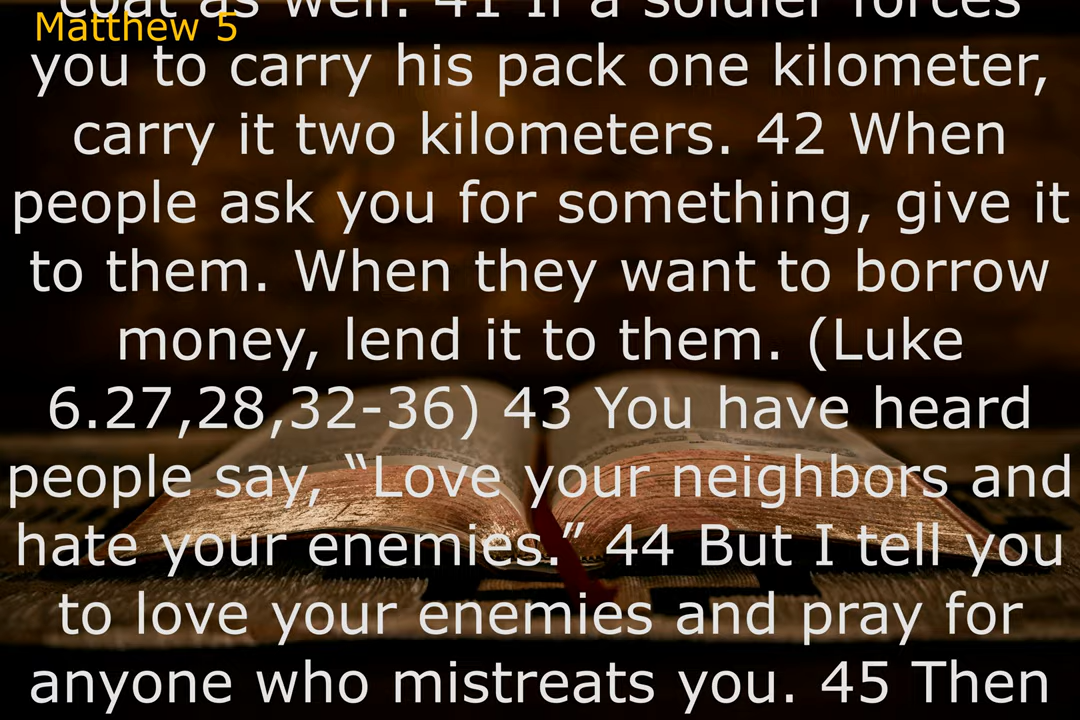 coat as well. 41 If a soldier forces
Matthew 5
you to carry his pack one kilometer,
carry it two kilometers. 42 When
people ask you for something, give it
to them. When they want to borrow
money, lend it to them. (Luke
6.27,28,32-36) 43 You have heard
people say, “Love your neighbors and
hate your enemies.” 44 But I tell you
to love your enemies and pray for
anyone who mistreats you. 45 Then